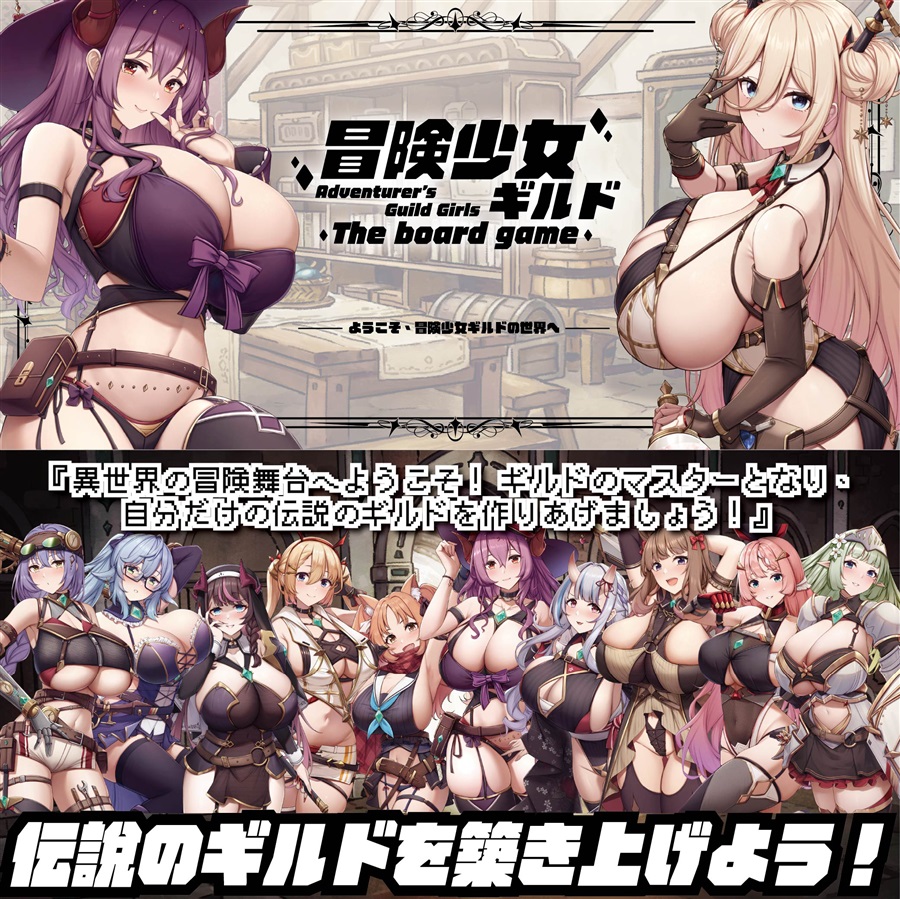 冒険少女
Adventurer's
Guild Girls ギルド
The board game
ようこそ、冒険少女ギルドの世界へ
『異世界の冒険舞台へようこそ！ギルドのマスターとなり、
自分だけの伝説のギルドを作りあげましょう！』
伝説のギルドを築き上げよう！